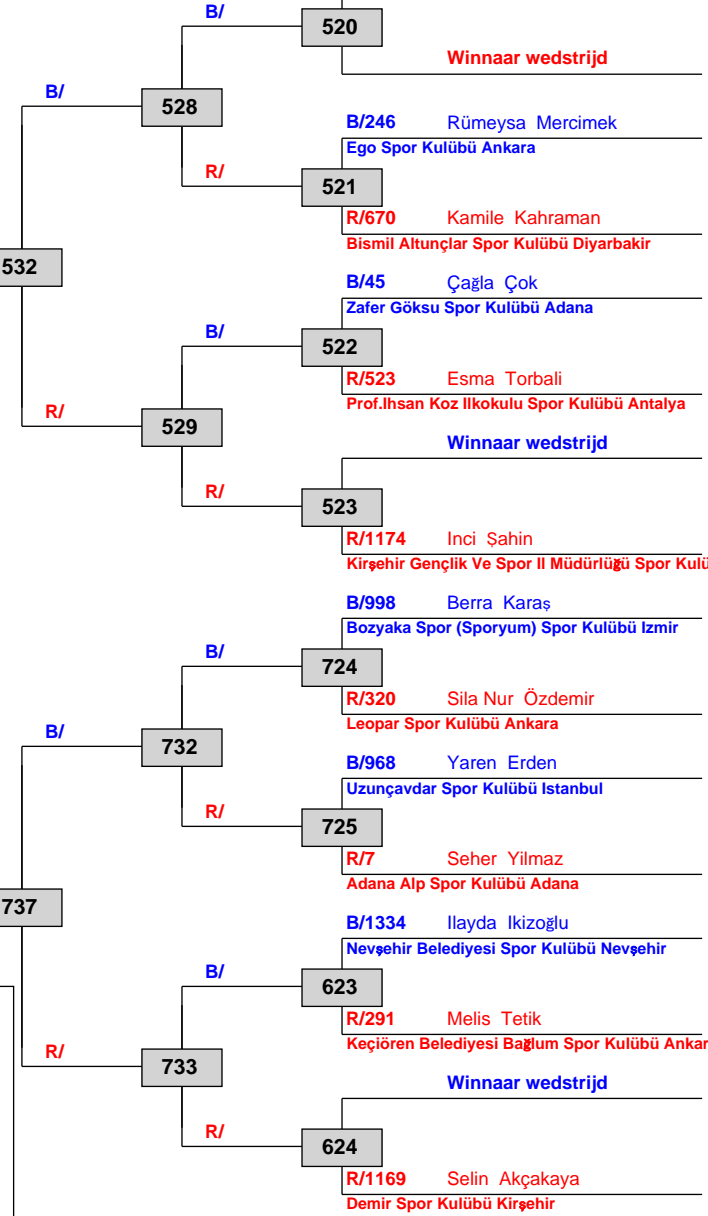 B/
520
Winnaar wedstrijd
B/
528
B/246 Rümeysa Mercimek
Ego Spor Kulübü Ankara
R/
521
R/670 Kamile Kahraman
Bismil Altunçlar Spor Kulübü Diyarbakir
532
B/45 Çağla Çok
Zafer Göksu Spor Kulübü Adana
B/
522
R/523 Esma Torbali
Prof.Ihsan Koz Ilkokulu Spor Kulübü Antalya
R/
529
Winnaar wedstrijd
R/
523
R/1174 Inci Şahin
Kirşehir Gençlik Ve Spor Il Müdürlüğü Spor Kulü
B/998 Berra Karaş
Bozyaka Spor (Sporyum) Spor Kulübü Izmir
B/
724
R/320 Sila Nur Özdemir
Leopar Spor Kulübü Ankara
B/
732
B/968 Yaren Erden
Uzunçavdar Spor Kulübü Istanbul
R/
725
R/7 Seher Yilmaz
Adana Alp Spor Kulübü Adana
737
B/1334 Ilayda Ikizoğlu
Nevşehir Belediyesi Spor Kulübü Nevşehir
B/
623
R/291 Melis Tetik
Keçiören Belediyesi Bağlum Spor Kulübü Ankar
R/
733
Winnaar wedstrijd
R/
624
R/1169 Selin Akçakaya
Demir Spor Kulübü Kirşehir